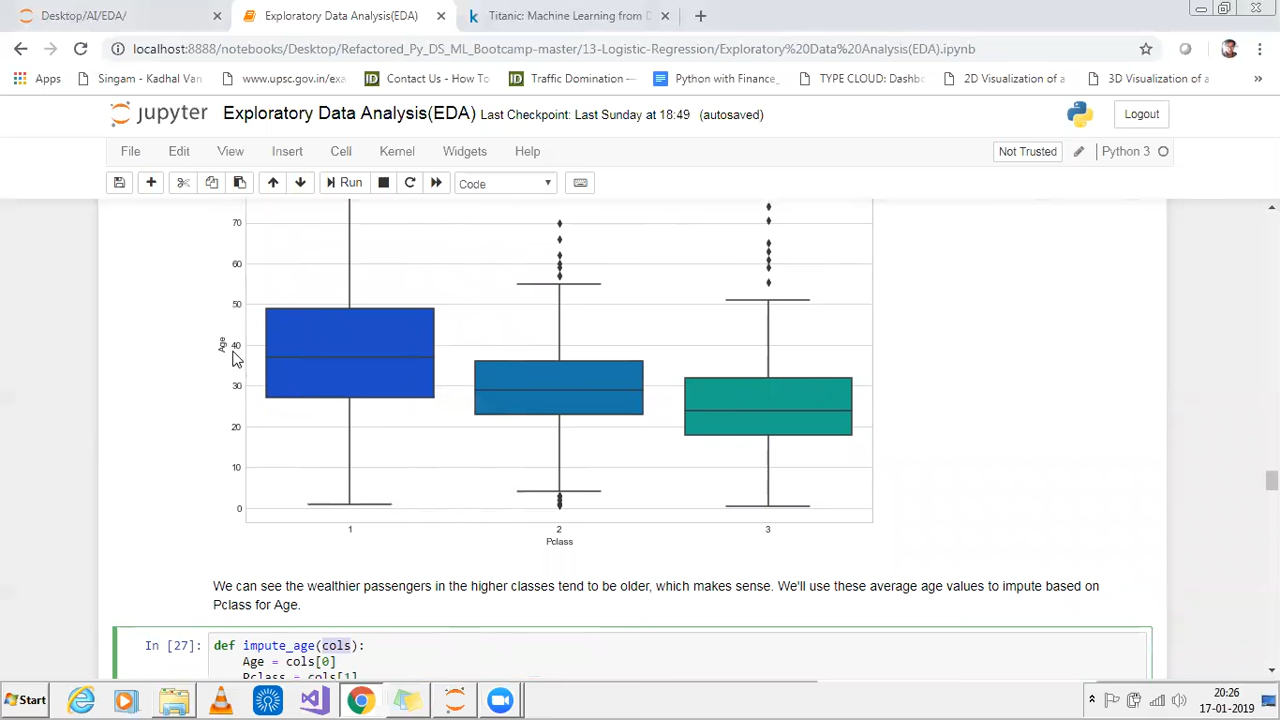 Desktop/AI/EDA/
Exploratory Data Analysis(EDA)
Titanic: Machine Learning from D
localhost:8888/notebooks/Desktop/Refactored_Py_DS_ML_Bootcamp-master/13-Logistic-Regression/Exploratory%20Data%20Analysis(EDA).ipynb
Apps
Singam - Kadhal Van
www.upsc.gov.in/exa
Contact Us - How To
Traffic Domination —
Python with Finance_
TYPE CLOUD: Dashb
2D Visualization of a
3D Visualization of a
jupyter Exploratory Data Analysis(EDA) Last Checkpoint: Last Sunday at 18:49 (autosaved)
Logout
File Edit View Insert Cell Kernel Widgets Help
Not Trusted
Python 3
Run
Code
70
60
50
40
30
20
10
0
Age
1 2 3
Pclass
We can see the wealthier passengers in the higher classes tend to be older, which makes sense. We'll use these average age values to impute based on
Pclass for Age.
In [27]: def impute_age(cols):
Age = cols[0]
Pclass = cols[1]
Start
20:26
17-01-2019